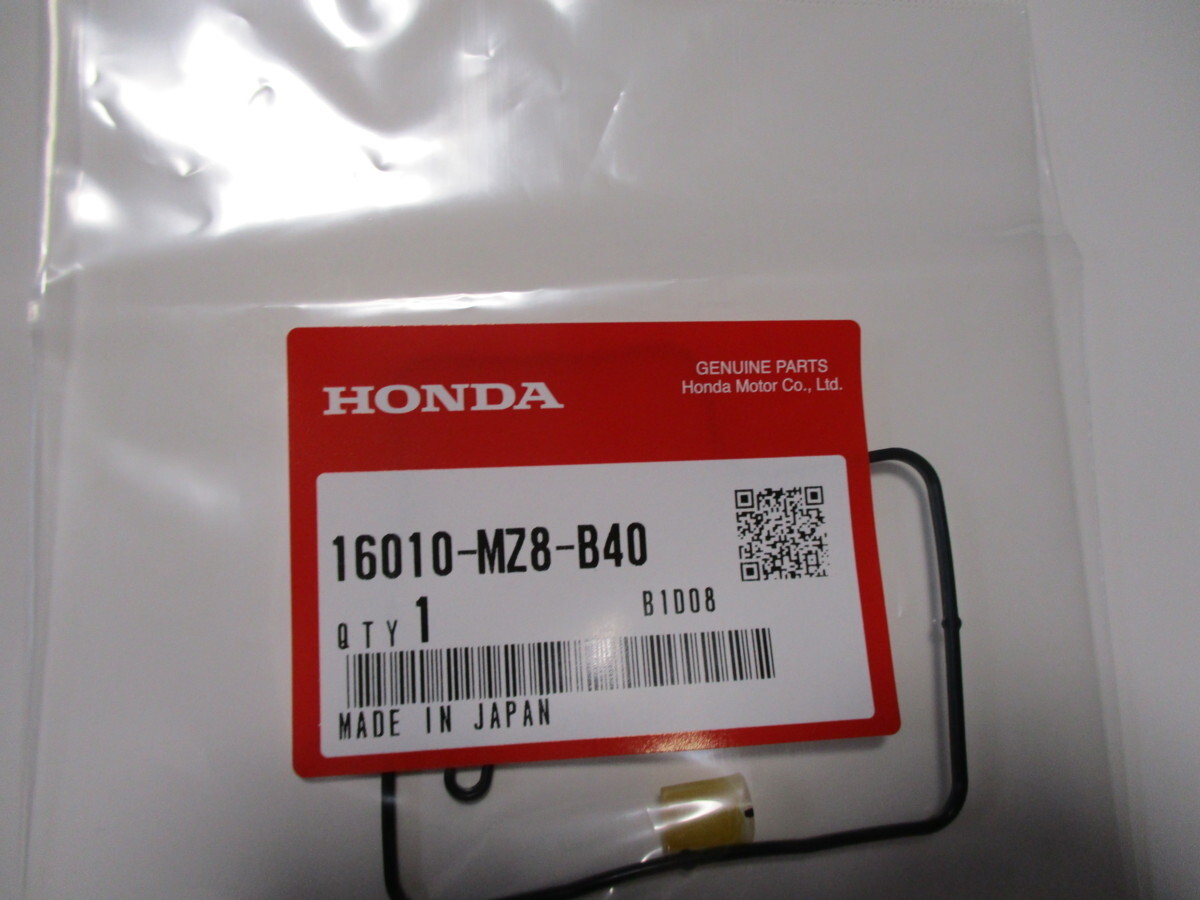 HONDA
GENUINE PARTS
Honda Motor Co., Ltd.
16010-MZ8-B40
QTY 1
B1D08
MADE IN JAPAN